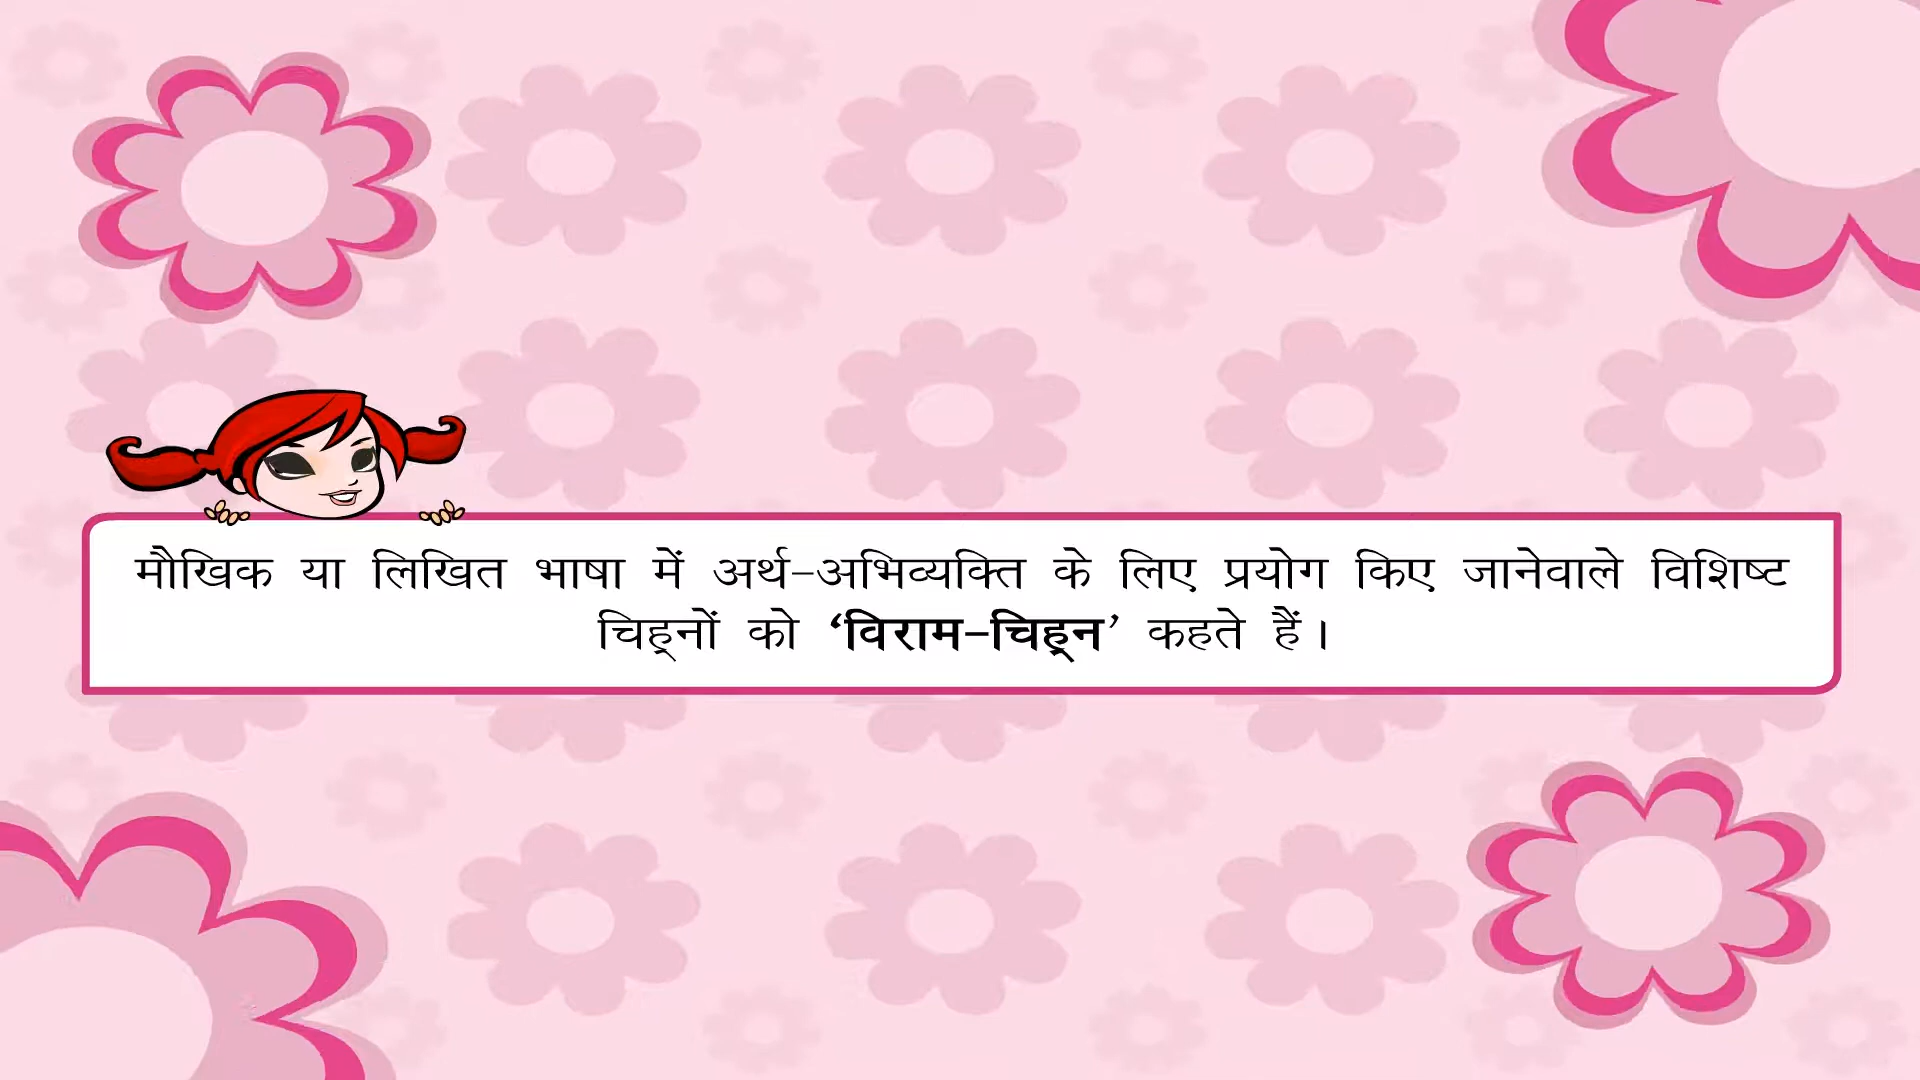 मौखिक या लिखित भाषा में अर्थ-अभिव्यक्ति के लिए प्रयोग किए जानेवाले विशिष्ट
चिह्नों को ‘विराम-चिह्न’ कहते हैं।